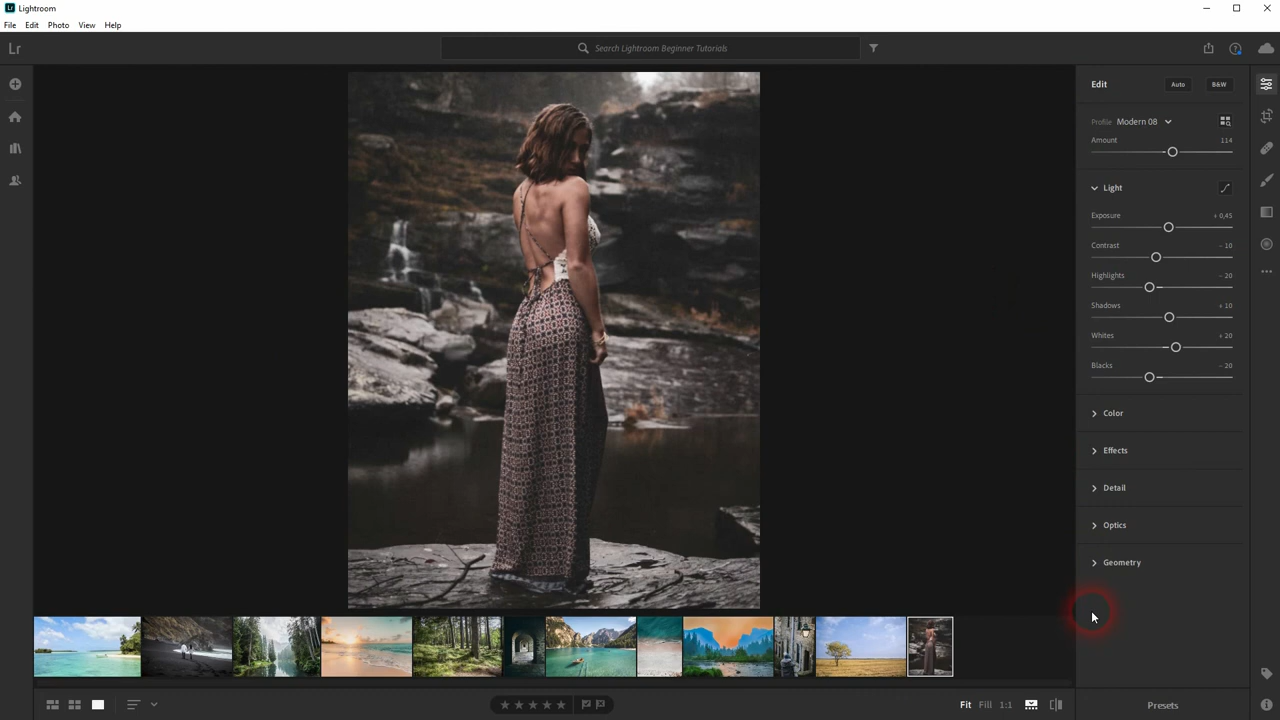 Lr Lightroom
File Edit Photo View Help
Lr
Search Lightroom Beginner Tutorials
Edit Auto B&W
Profile Modern 08
Amount 114
Light
Exposure + 0,45
Contrast - 10
Highlights - 20
Shadows + 10
Whites + 20
Blacks - 20
Color
Effects
Detail
Optics
Geometry
Fit Fill 1:1
Presets